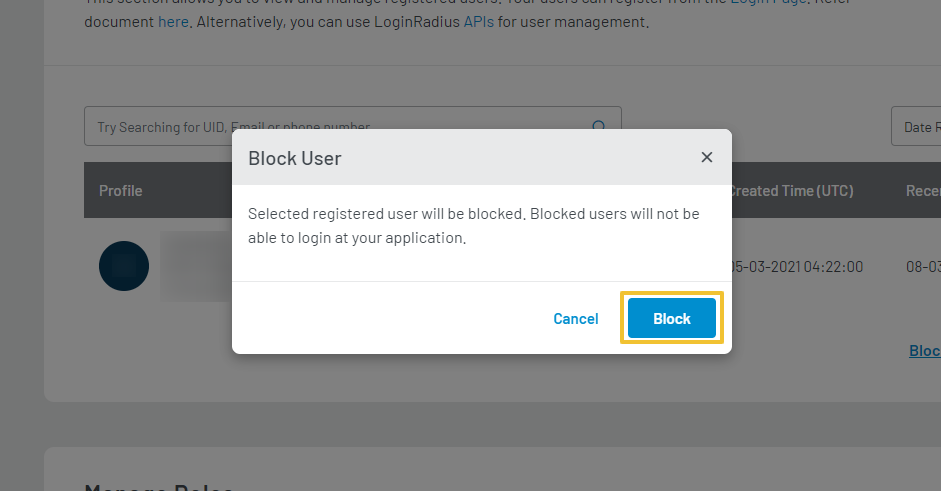 This section allows you to view and manage registered users. Your users can register from the Login Page. Refer
document here. Alternatively, you can use LoginRadius APIs for user management.
Try Searching for UID, Email or phone number
Date R
Block User
Profile
Created Time (UTC)
Recen
Selected registered user will be blocked. Blocked users will not be
able to login at your application.
05-03-2021 04:22:00
08-03
Cancel
Block
Bloc
Manage Roles